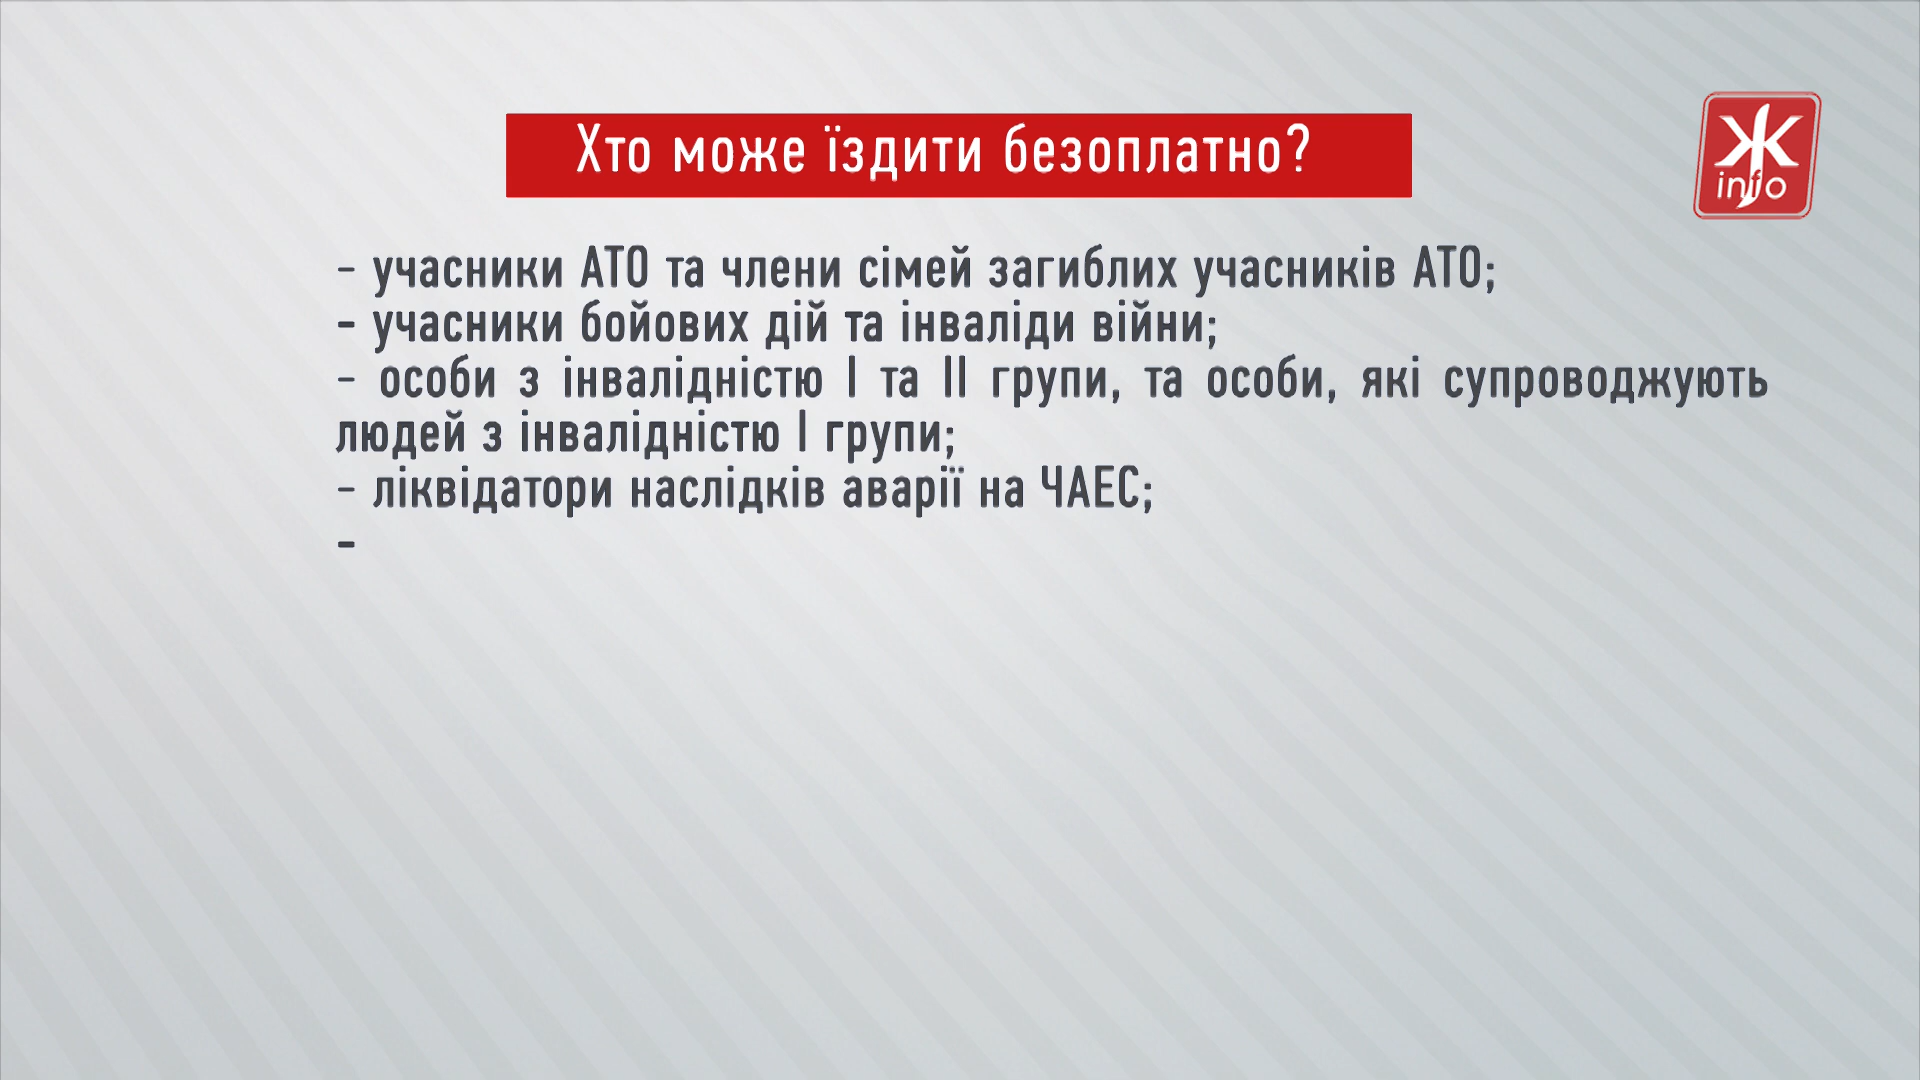 Хто може їздити безоплатно?
ЖК
info
- учасники АТО та члени сімей загиблих учасників АТО;
- учасники бойових дій та інваліди війни;
- особи з інвалідністю І та ІІ групи, та особи, які супроводжують
людей з інвалідністю І групи;
- ліквідатори наслідків аварії на ЧАЕС;
-